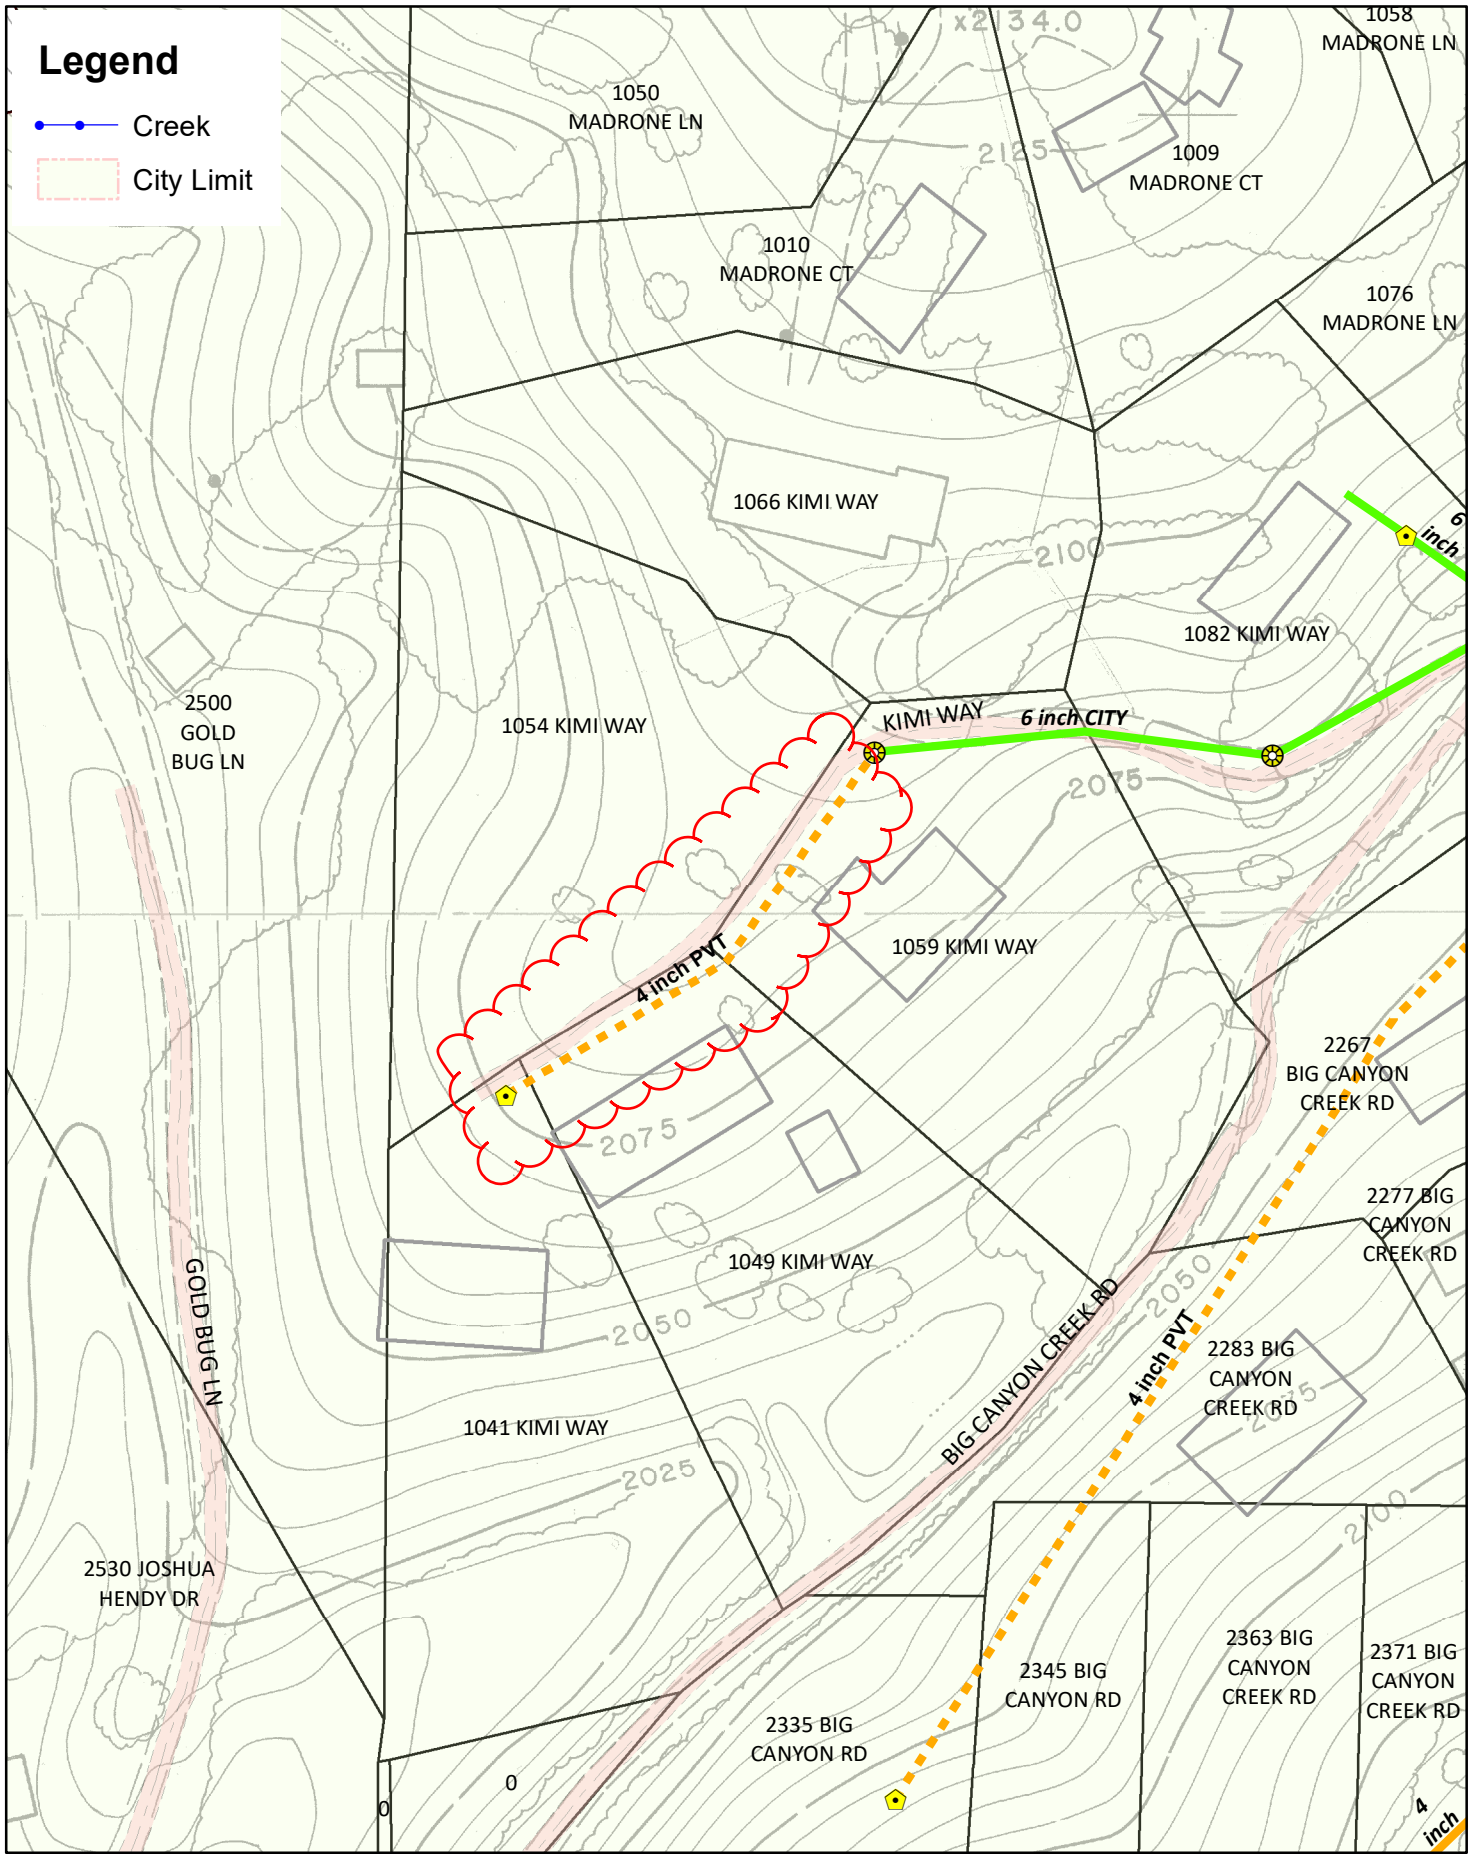 Legend
Creek
City Limit
x2134.0
1058
MADRONE LN
1050
MADRONE LN
2125
1009
MADRONE CT
1010
MADRONE CT
1076
MADRONE LN
1066 KIMI WAY
2100
6
inch
1082 KIMI WAY
2500
GOLD
BUG LN
1054 KIMI WAY
KIMI WAY
6 inch CITY
2075
4 inch PVT
1059 KIMI WAY
2267
BIG CANYON
CREEK RD
2075
2277 BIG
CANYON
CREEK RD
1049 KIMI WAY
2050
GOLD BUG LN
2050
BIG CANYON CREEK RD
4 inch PVT
2283 BIG
CANYON
CREEK RD
2075
1041 KIMI WAY
2025
2100
2530 JOSHUA
HENDY DR
2345 BIG
CANYON RD
2363 BIG
CANYON
CREEK RD
2371 BIG
CANYON
CREEK RD
2335 BIG
CANYON RD
0
0
4
inch